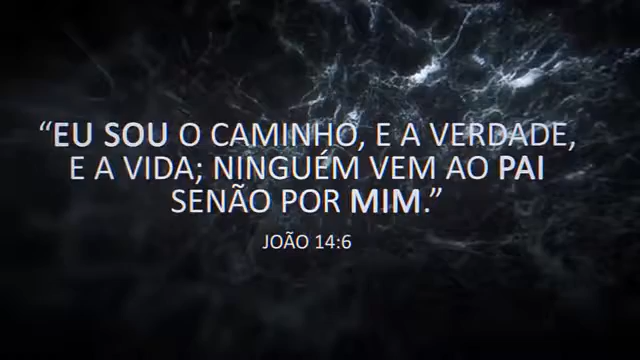 “EU SOU O CAMINHO, E A VERDADE,
E A VIDA; NINGUÉM VEM AO PAI
SENÃO POR MIM.”
JOÃO 14:6